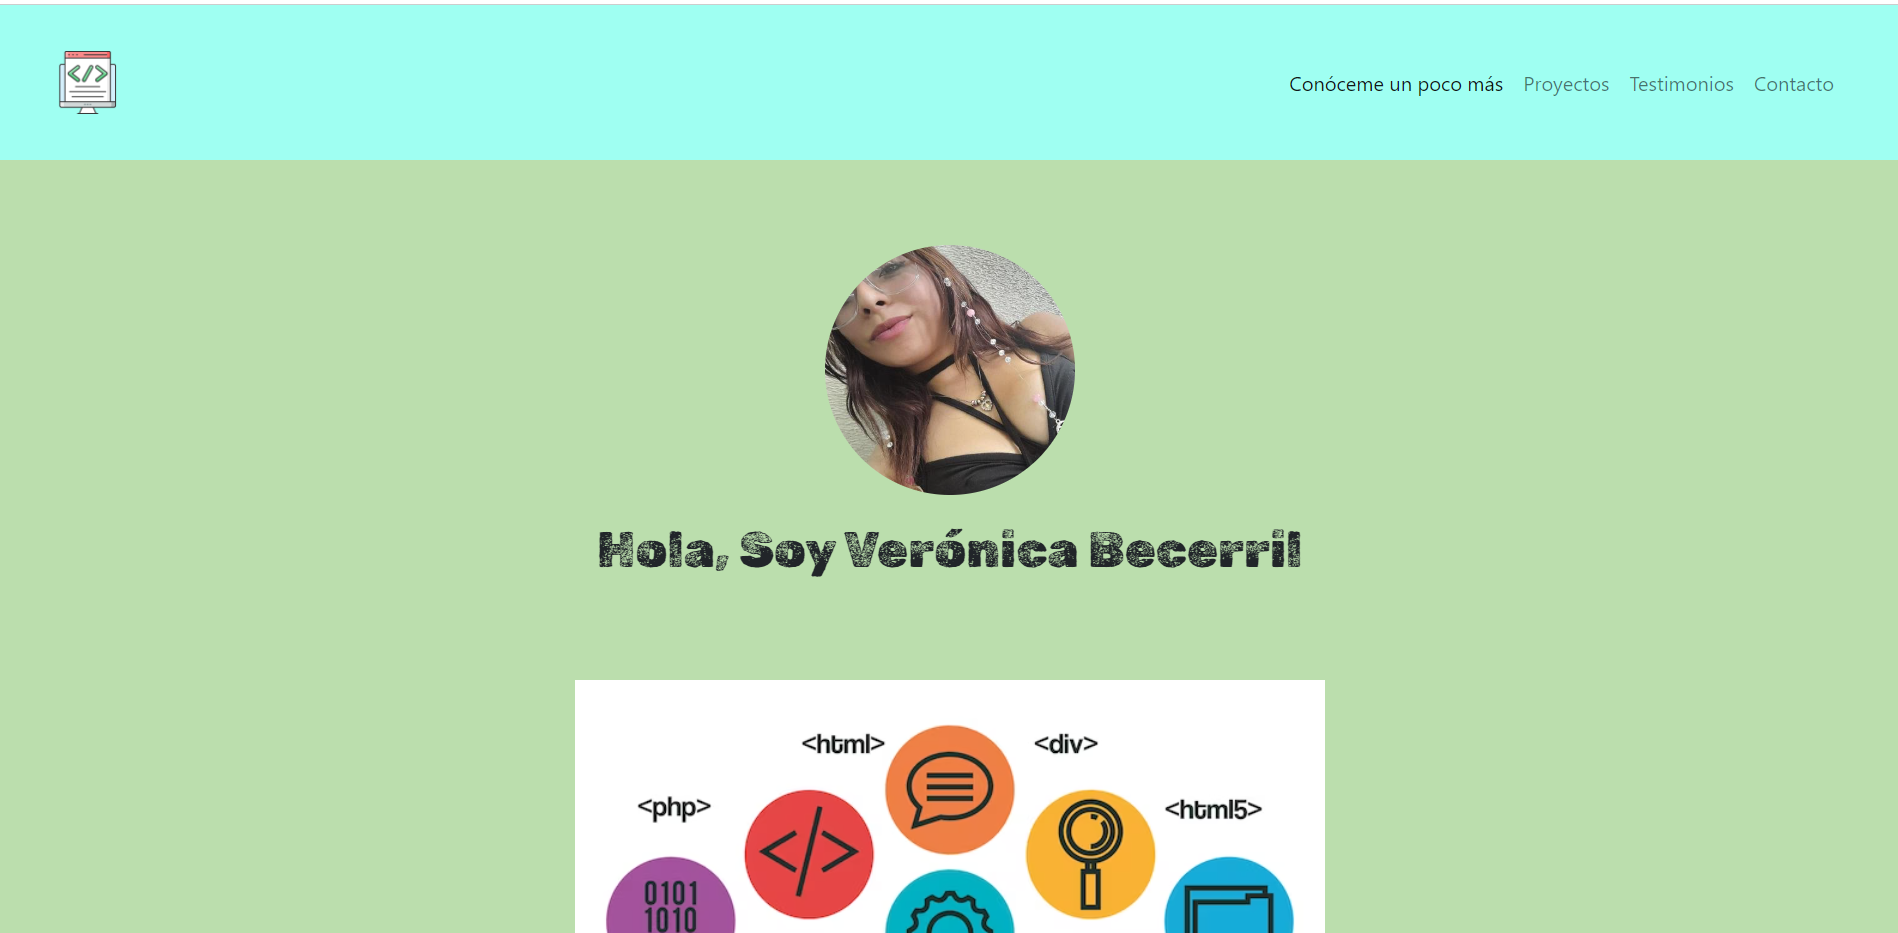 </>
Conóceme un poco más Proyectos Testimonios Contacto
Hola, Soy Verónica Becerril
<html> <div>
<php> <html5>
</>
0101
1010